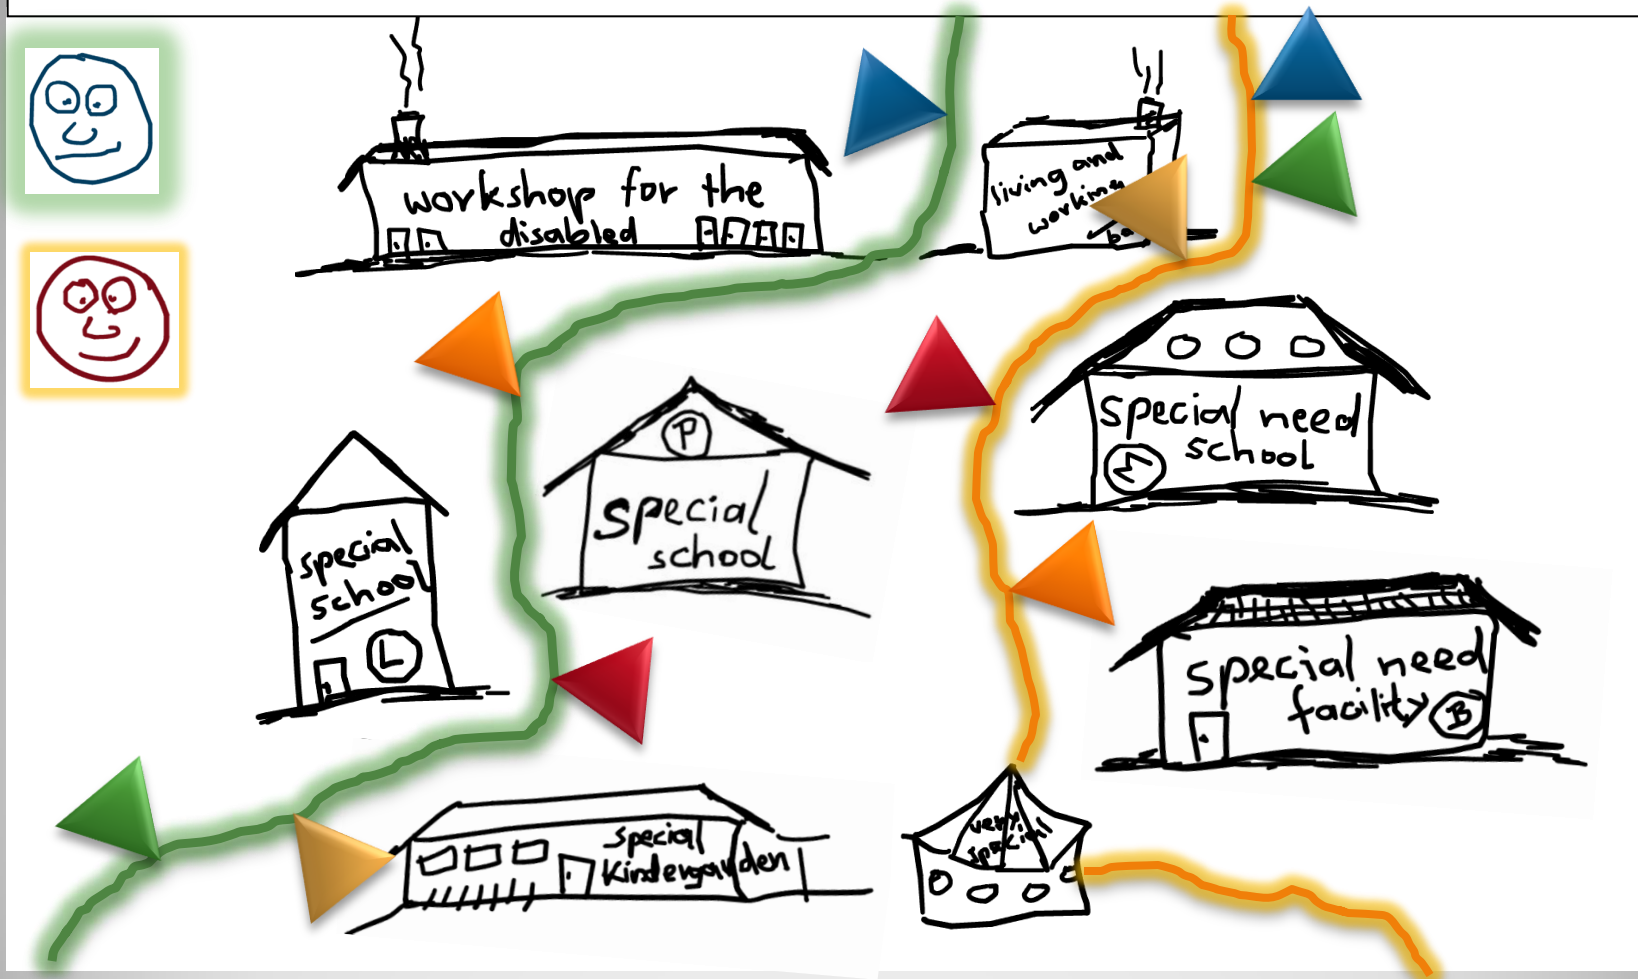 workshop for the
disabled
living and
working
special need
school
P
special
school
special
school
L
special need
facility B
very
special
special
kindergarden